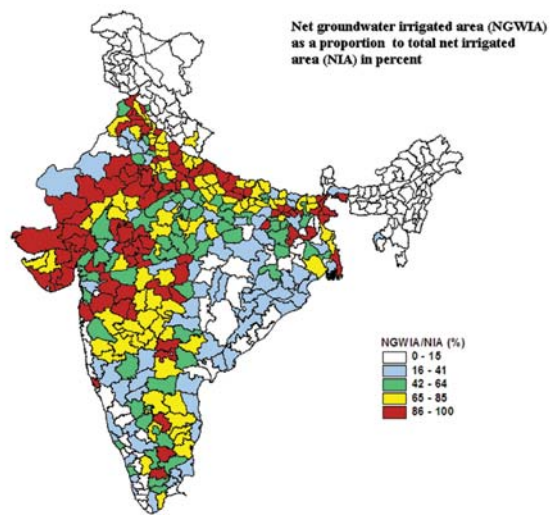 Net groundwater irrigated area (NGWIA)
as a proportion to total net irrigated
area (NIA) in percent
NGWIA/NIA (%)
0 - 15
16 - 41
42 - 64
65 - 85
86 - 100